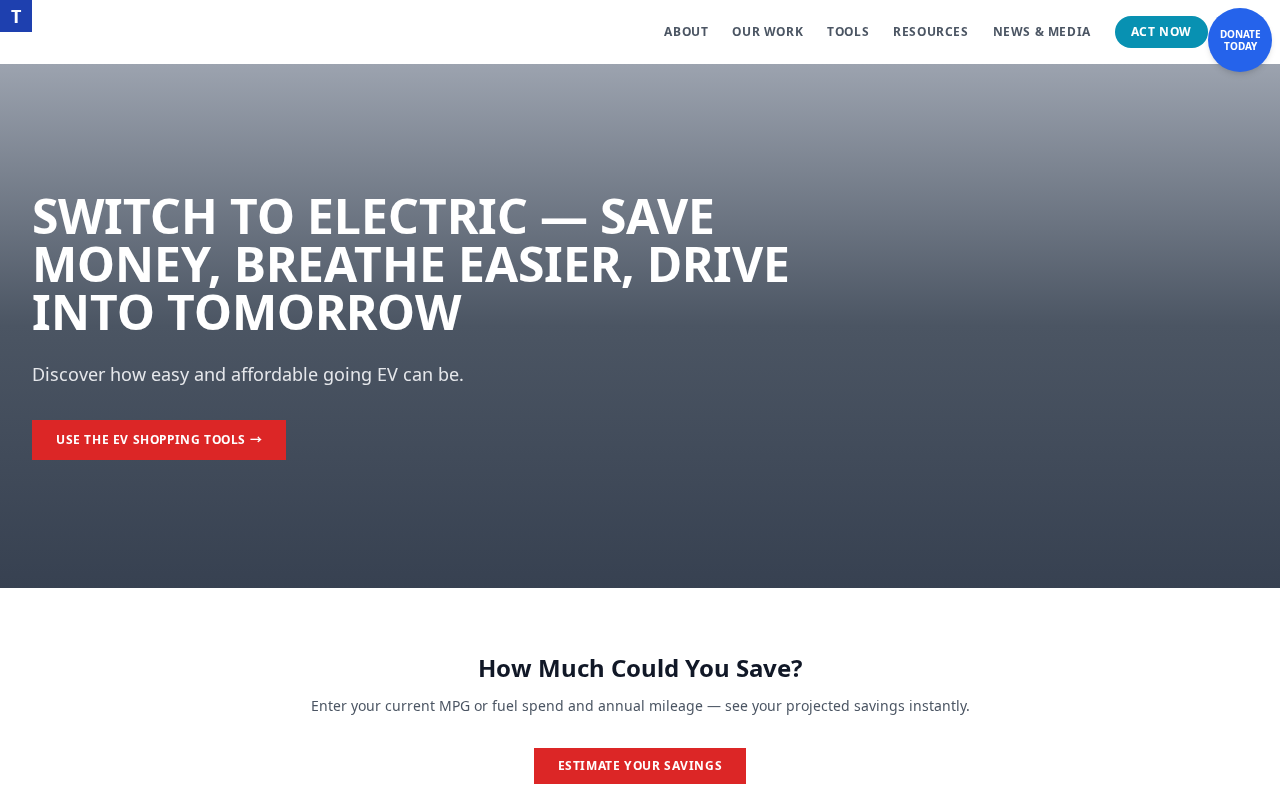 T
ABOUT
OUR WORK
TOOLS
RESOURCES
NEWS & MEDIA
ACT NOW
DONATE
TODAY
SWITCH TO ELECTRIC — SAVE
MONEY, BREATHE EASIER, DRIVE
INTO TOMORROW
Discover how easy and affordable going EV can be.
USE THE EV SHOPPING TOOLS →
How Much Could You Save?
Enter your current MPG or fuel spend and annual mileage — see your projected savings instantly.
ESTIMATE YOUR SAVINGS